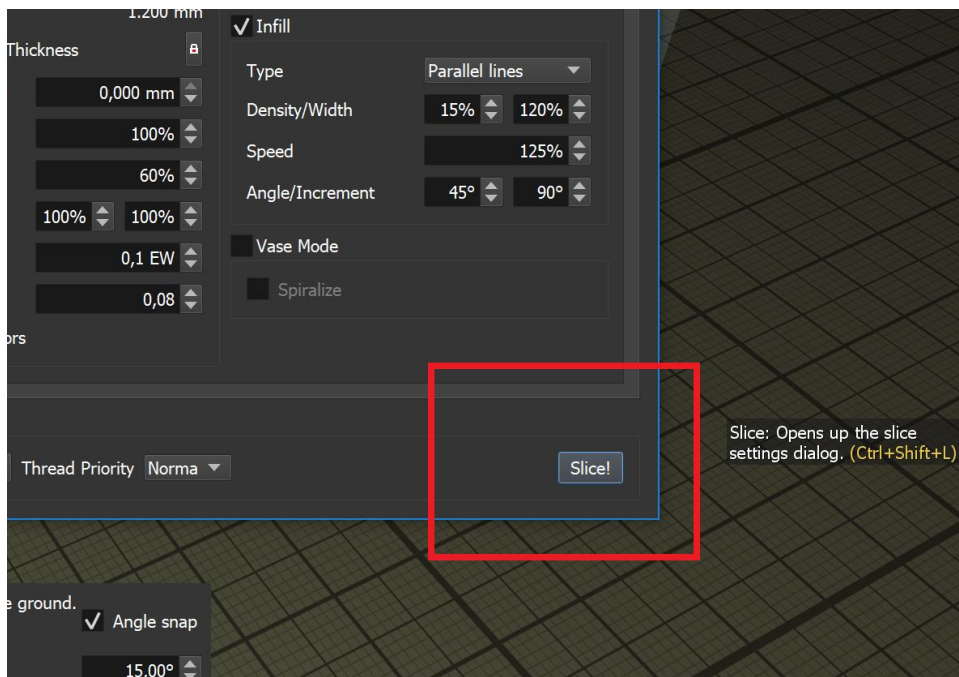 1.200 mm
Thickness
0,000 mm
100%
60%
100% 100%
0,1 EW
0,08
ors
Infill
Type Parallel lines
Density/Width 15% 120%
Speed 125%
Angle/Increment 45° 90°
Vase Mode
Spiralize
Thread Priority Norma
Slice!
Slice: Opens up the slice
settings dialog. (Ctrl+Shift+L)
e ground.
Angle snap
15,00°